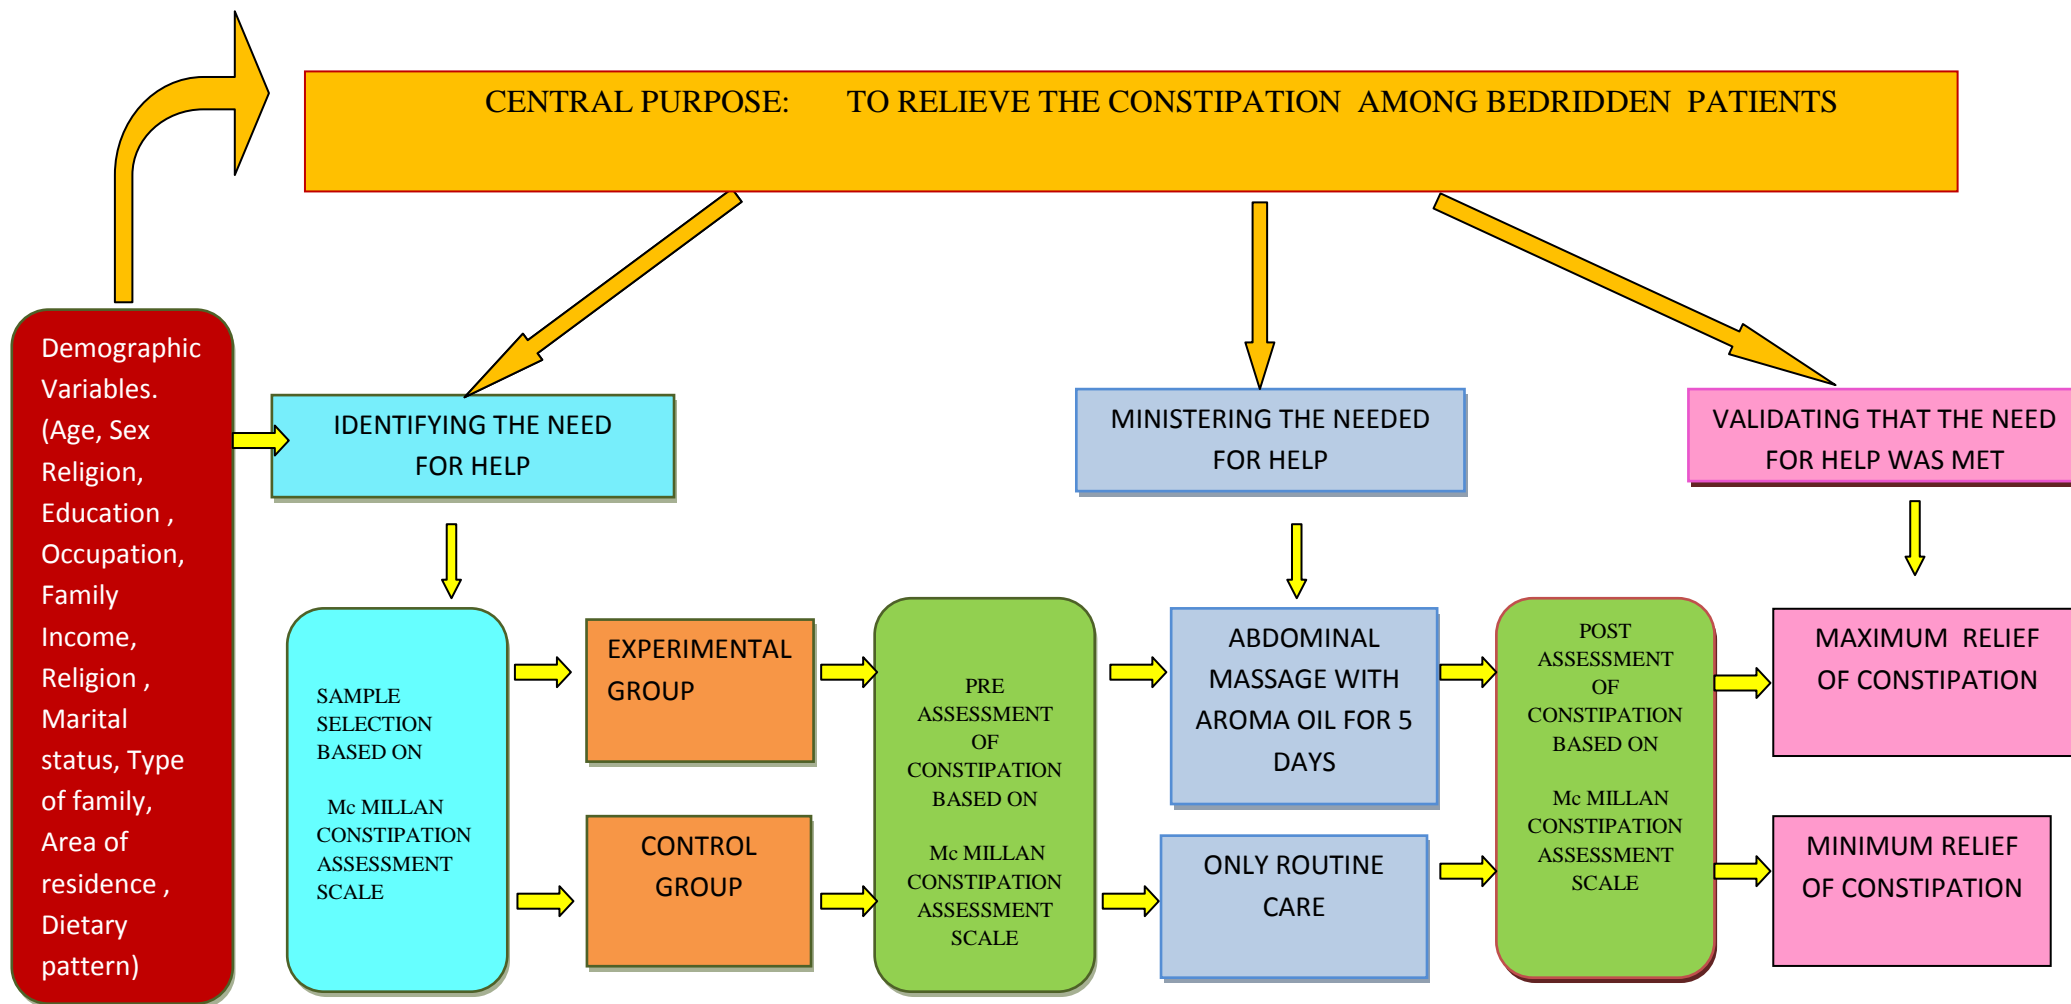 CENTRAL PURPOSE: TO RELIEVE THE CONSTIPATION AMONG BEDRIDDEN PATIENTS
Demographic
Variables.
(Age, Sex
Religion,
Education ,
Occupation,
Family
Income,
Religion ,
Marital
status, Type
of family,
Area of
residence ,
Dietary
pattern)
IDENTIFYING THE NEED
FOR HELP
MINISTERING THE NEEDED
FOR HELP
VALIDATING THAT THE NEED
FOR HELP WAS MET
SAMPLE
SELECTION
BASED ON
Mc MILLAN
CONSTIPATION
ASSESSMENT
SCALE
EXPERIMENTAL
GROUP
CONTROL
GROUP
PRE
ASSESSMENT
OF
CONSTIPATION
BASED ON
Mc MILLAN
CONSTIPATION
ASSESSMENT
SCALE
ABDOMINAL
MASSAGE WITH
AROMA OIL FOR 5
DAYS
ONLY ROUTINE
CARE
POST
ASSESSMENT
OF
CONSTIPATION
BASED ON
Mc MILLAN
CONSTIPATION
ASSESSMENT
SCALE
MAXIMUM RELIEF
OF CONSTIPATION
MINIMUM RELIEF
OF CONSTIPATION